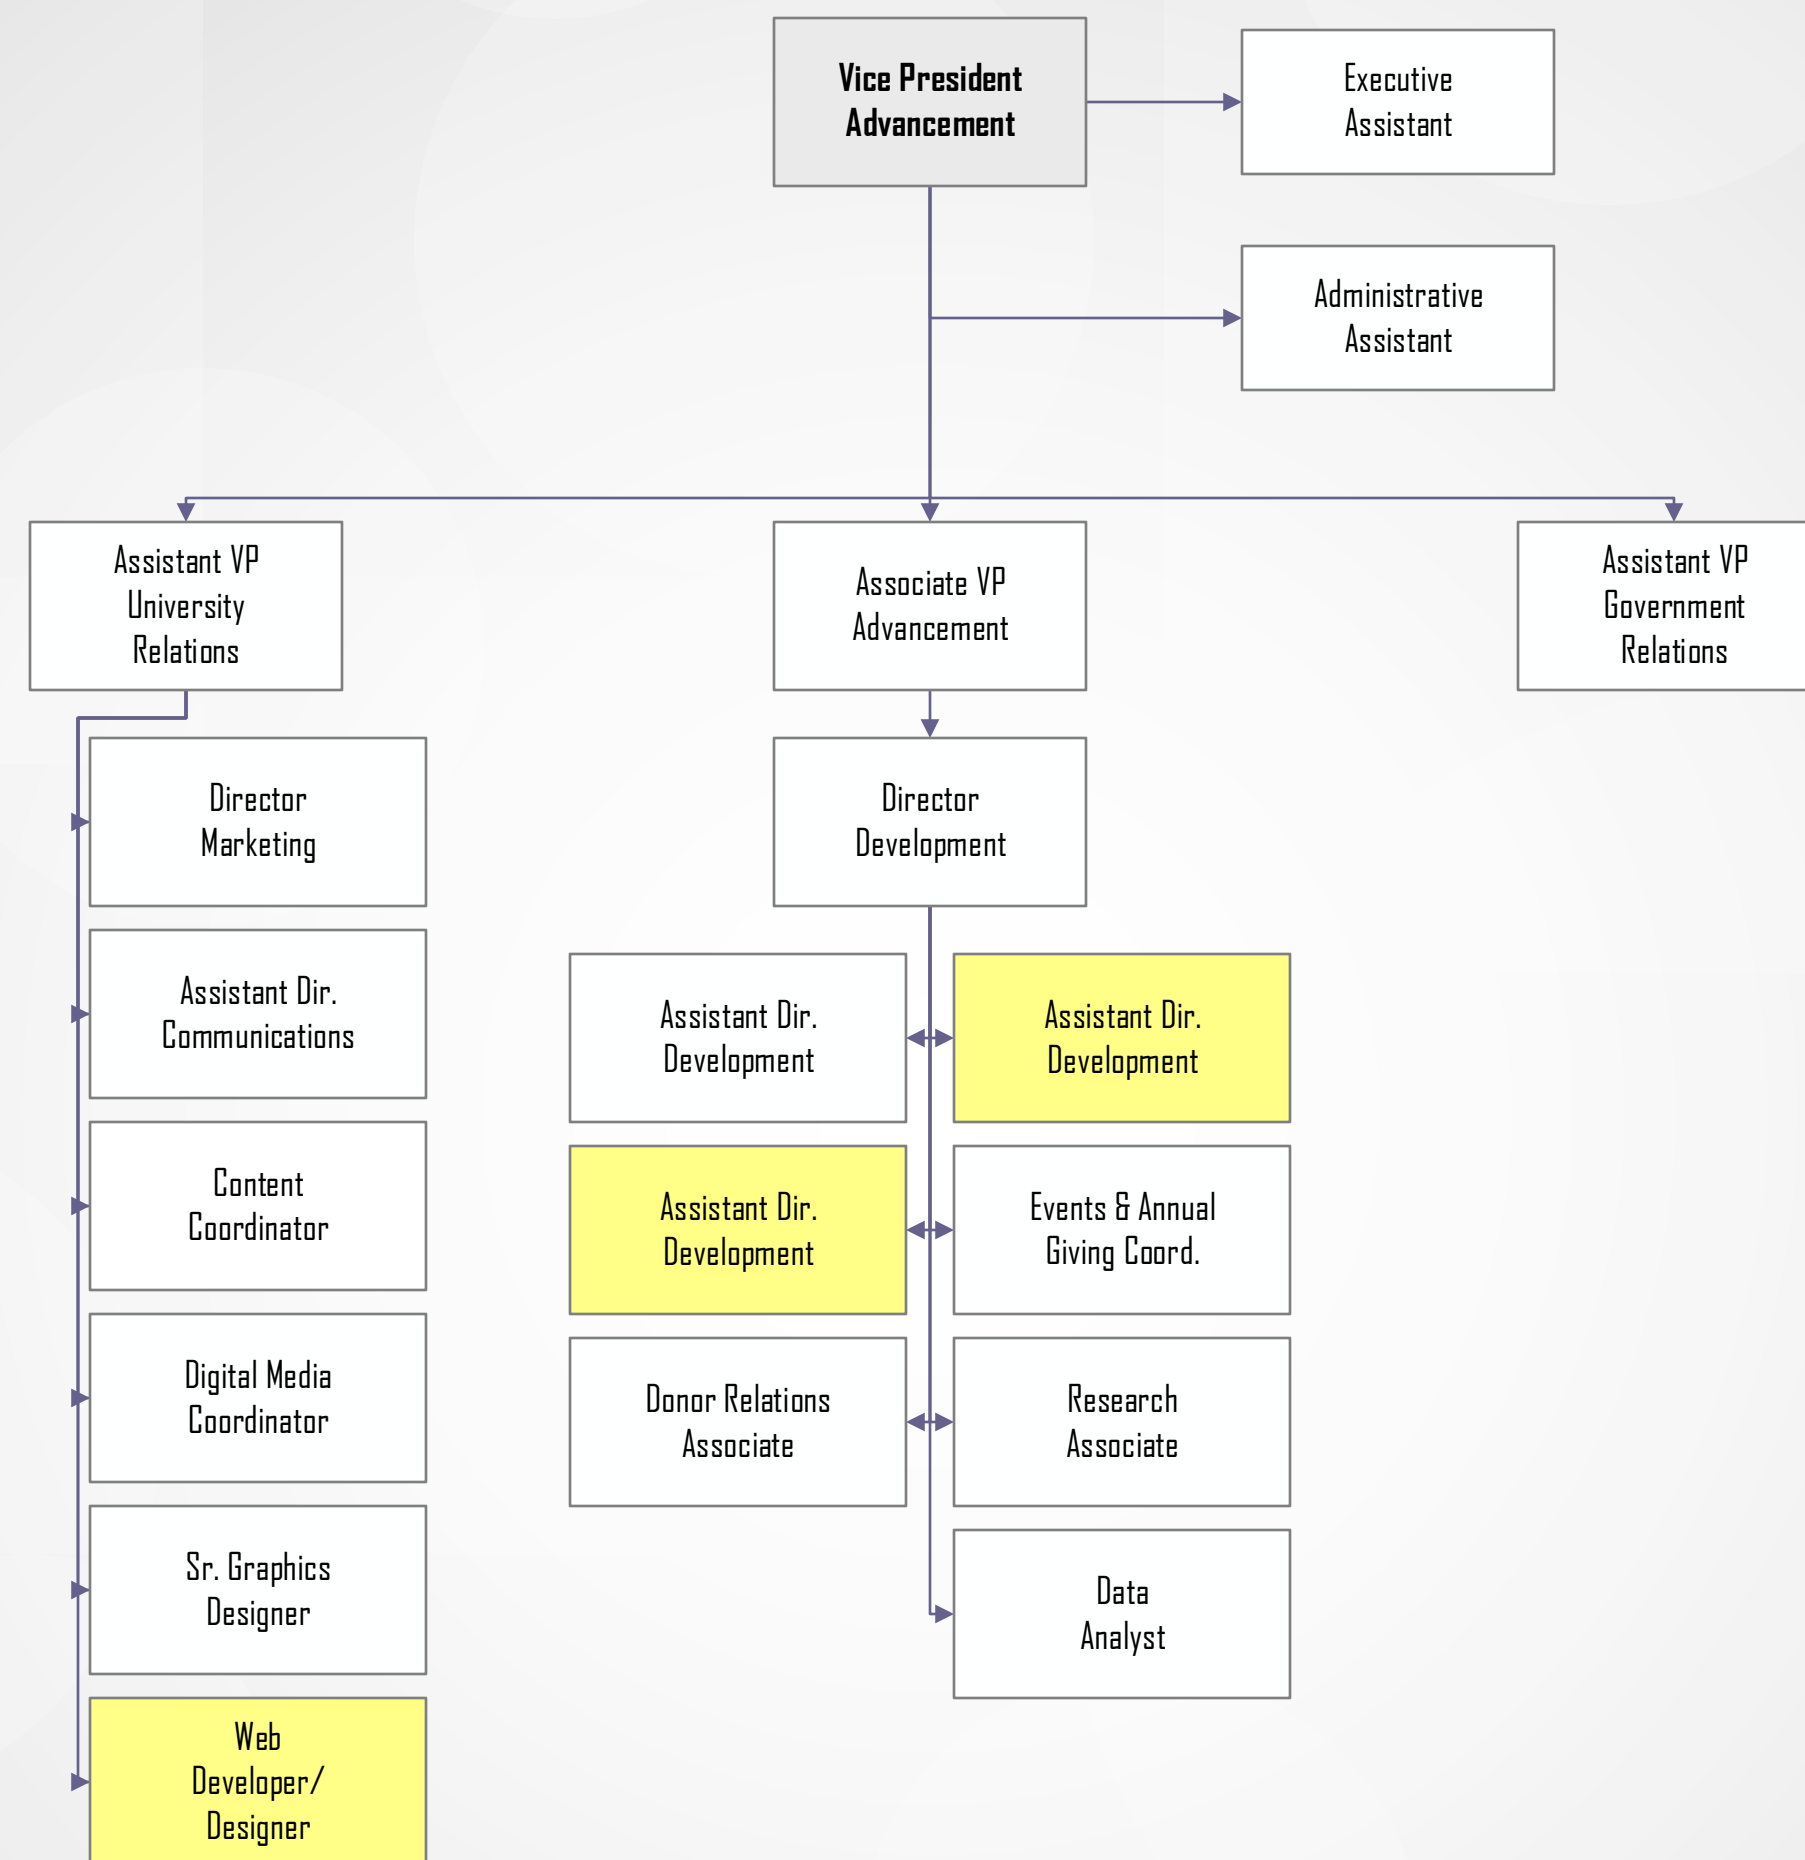 Vice President
Advancement
Executive
Assistant
Administrative
Assistant
Assistant VP
University
Relations
Associate VP
Advancement
Assistant VP
Government
Relations
Director
Marketing
Assistant Dir.
Communications
Content
Coordinator
Digital Media
Coordinator
Sr. Graphics
Designer
Web
Developer/
Designer
Director
Development
Assistant Dir.
Development
Assistant Dir.
Development
Assistant Dir.
Development
Events & Annual
Giving Coord.
Donor Relations
Associate
Research
Associate
Data
Analyst